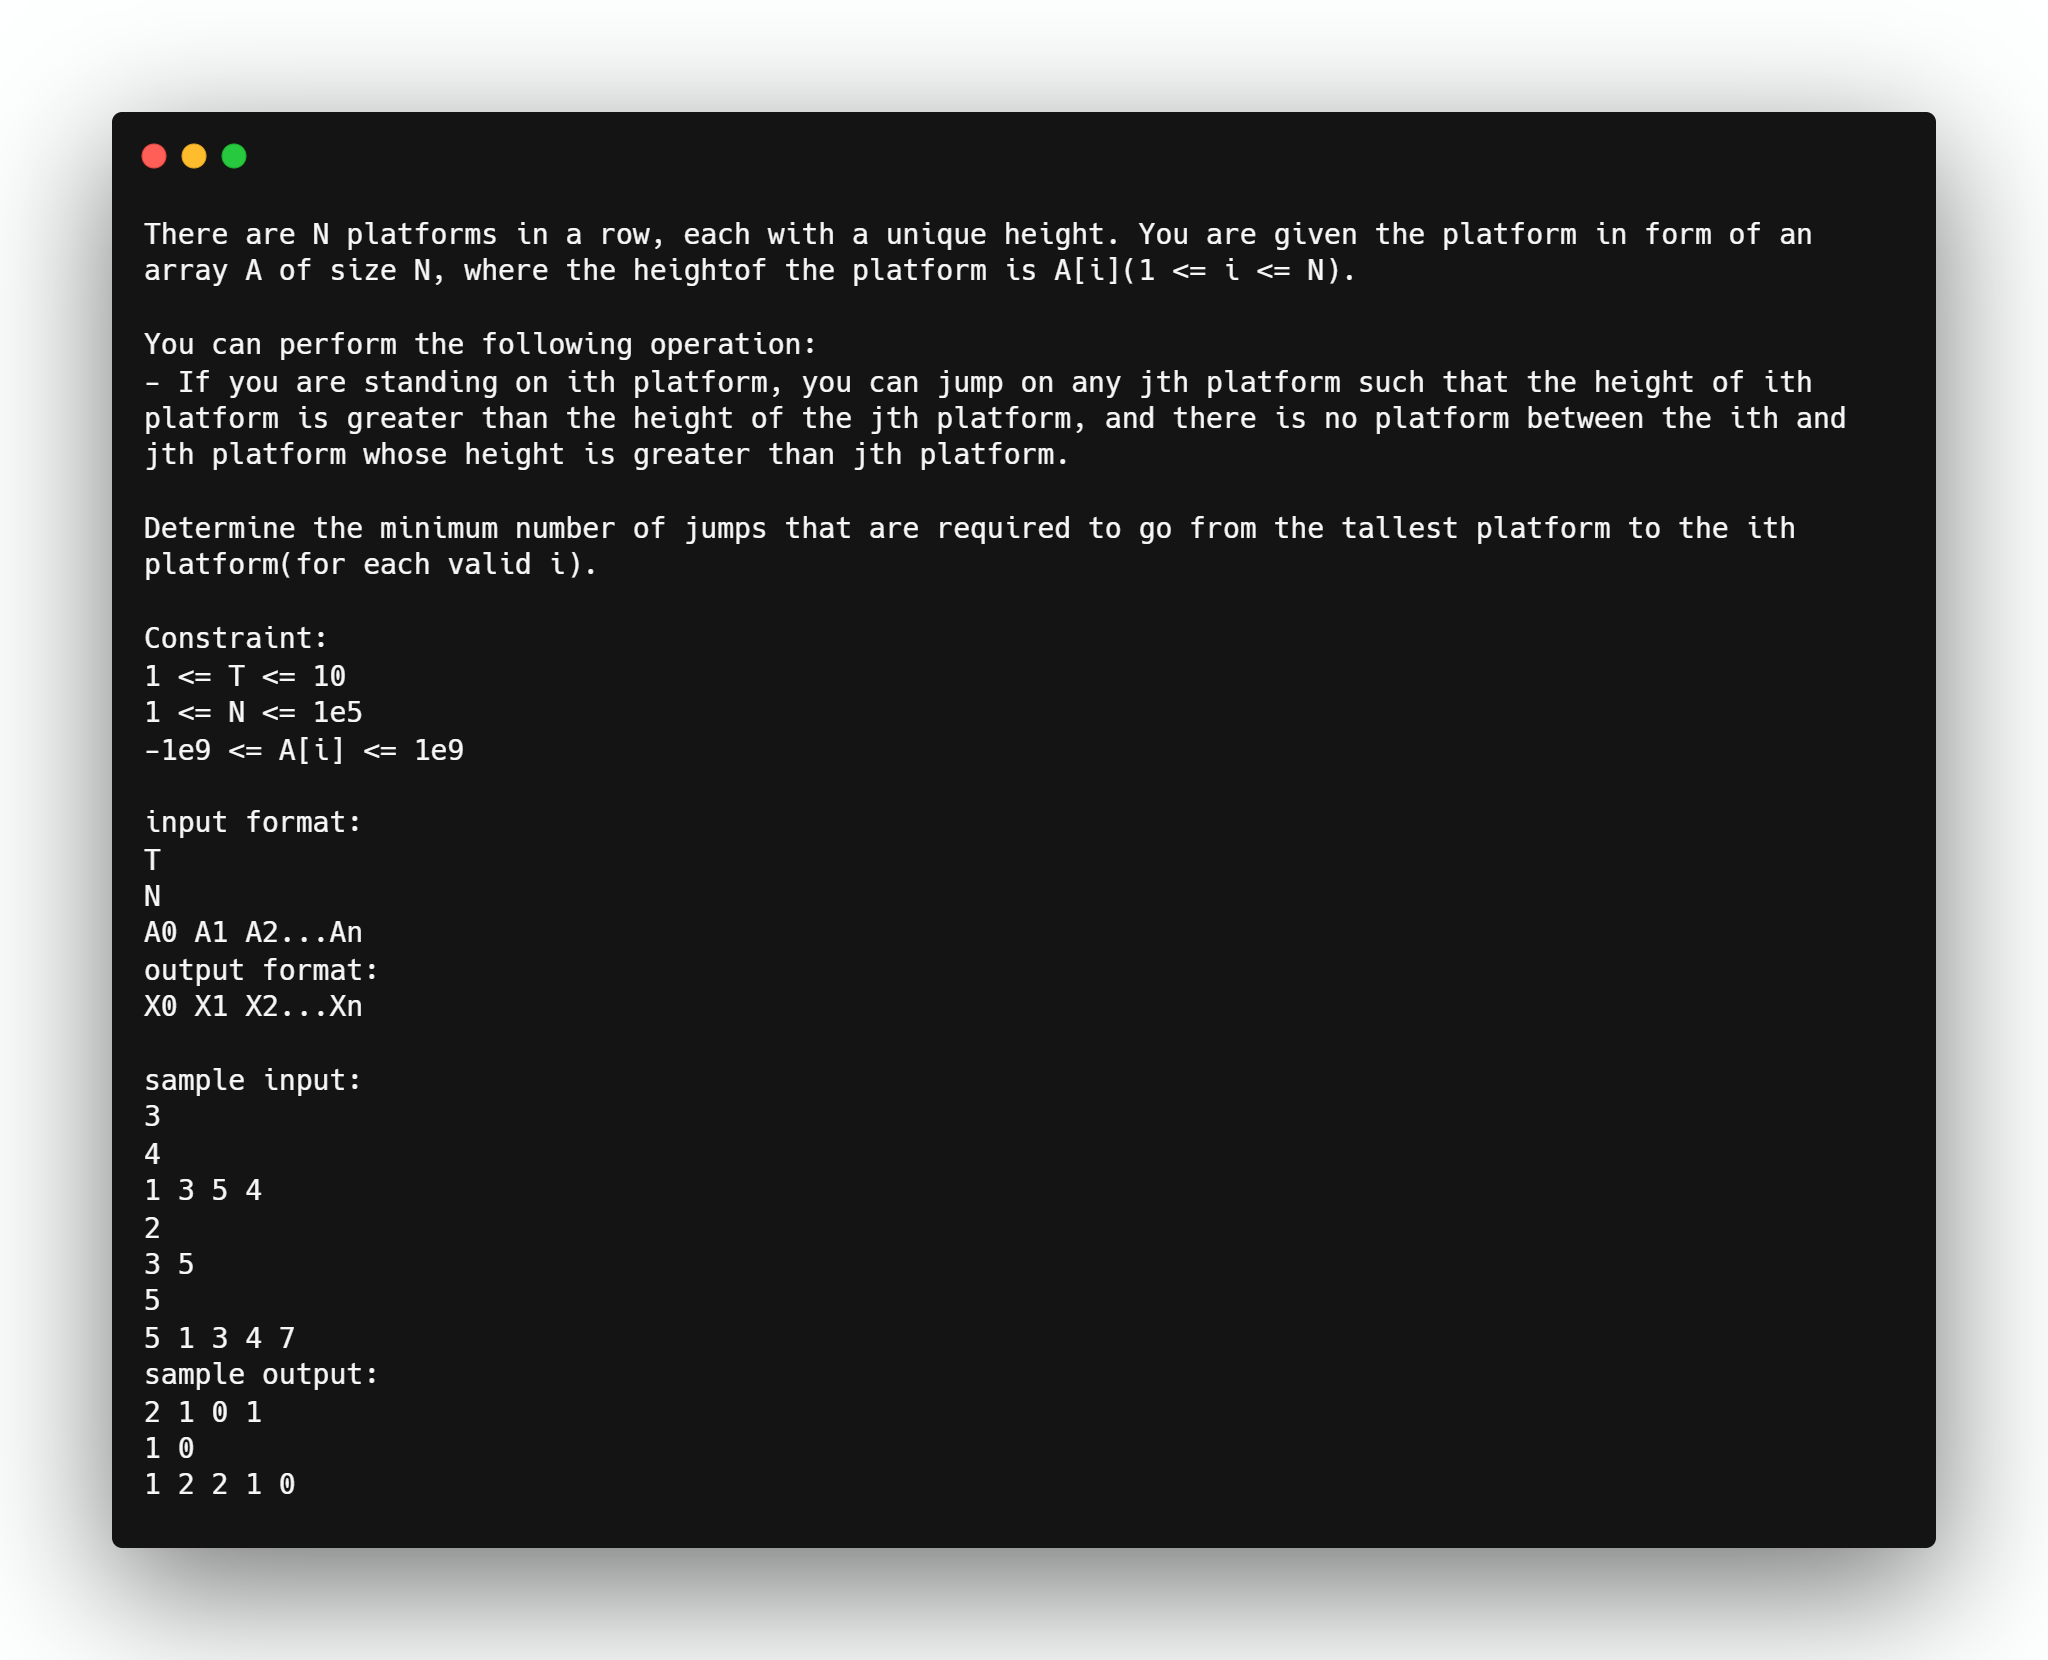 There are N platforms in a row, each with a unique height. You are given the platform in form of an
array A of size N, where the heightof the platform is A[i](1 <= i <= N).
You can perform the following operation:
- If you are standing on ith platform, you can jump on any jth platform such that the height of ith
platform is greater than the height of the jth platform, and there is no platform between the ith and
jth platform whose height is greater than jth platform.
Determine the minimum number of jumps that are required to go from the tallest platform to the ith
platform(for each valid i).
Constraint:
1 <= T <= 10
1 <= N <= 1e5
-1e9 <= A[i] <= 1e9
input format:
T
N
A0 A1 A2...An
output format:
X0 X1 X2...Xn
sample input:
3
4
1 3 5 4
2
3 5
5
5 1 3 4 7
sample output:
2 1 0 1
1 0
1 2 2 1 0